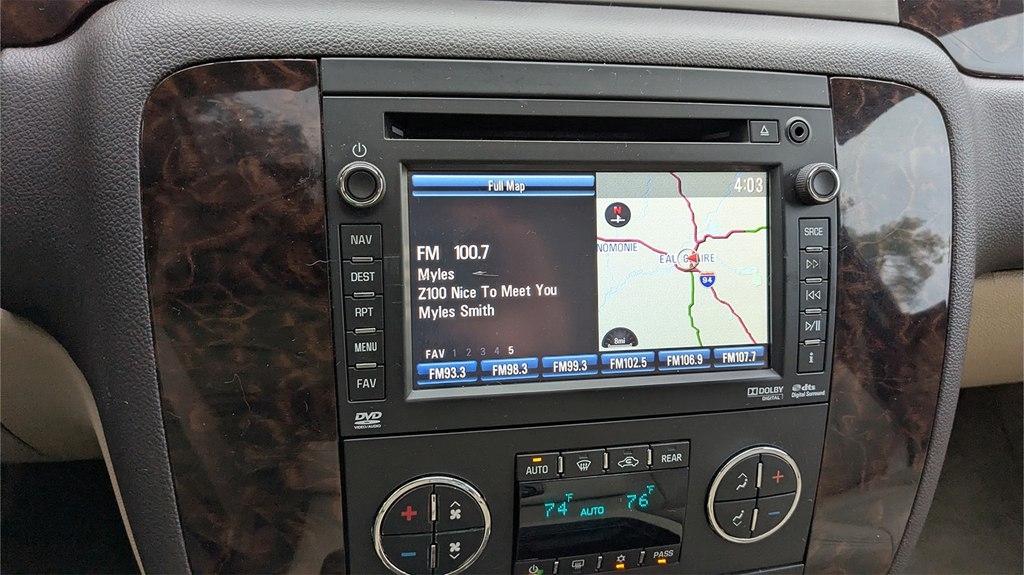 Full Map
4:03
N
NAV
DEST
RPT
MENU
FAV
FM 100.7
Myles
Z100 Nice To Meet You
Myles Smith
FAV 1 2 3 4 5
NOMONIE
EAU CLAIRE
94
8mi
FM93.3 FM98.3 FM99.3 FM102.5 FM106.9 FM107.7
SRCE
i
DVD
VIDEO/AUDIO
DOLBY
DIGITAL
dts
Digital Surround
AUTO
REAR
74°F AUTO 76°F
PASS